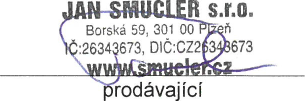 JAN SMUCLER s.r.o.
Borská 59, 301 00 Plzeň
IČ:26343673, DIČ:CZ26343673
www.smucler.cz
prodávající